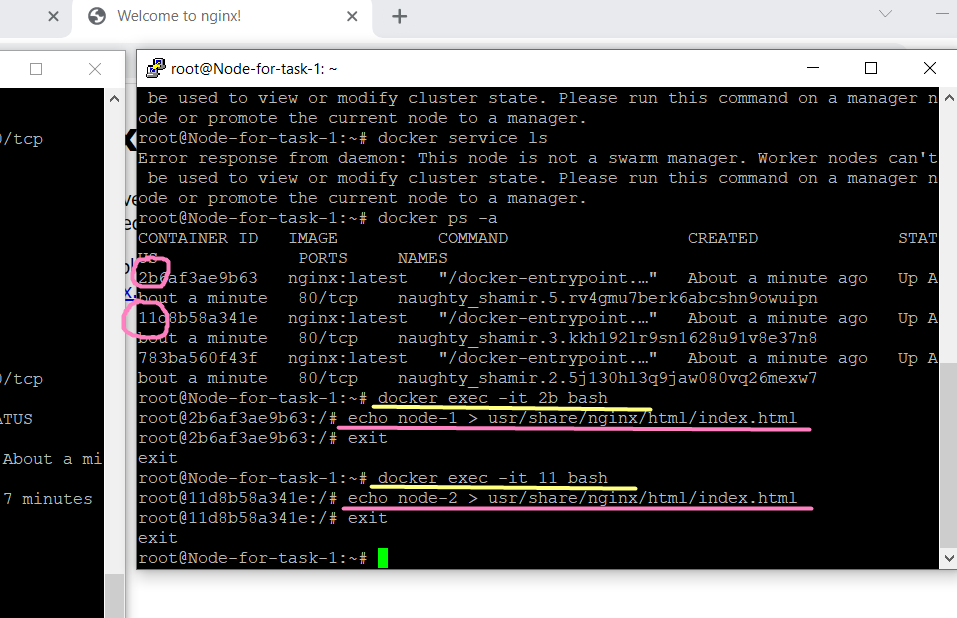 Welcome to nginx!
root@Node-for-task-1: ~
be used to view or modify cluster state. Please run this command on a manager n
ode or promote the current node to a manager.
root@Node-for-task-1:~# docker service ls
Error response from daemon: This node is not a swarm manager. Worker nodes can't
be used to view or modify cluster state. Please run this command on a manager n
ode or promote the current node to a manager.
root@Node-for-task-1:~# docker ps -a
CONTAINER ID IMAGE COMMAND CREATED STAT
US PORTS NAMES
2b6af3ae9b63 nginx:latest "/docker-entrypoint.…" About a minute ago Up A
bout a minute 80/tcp naughty_shamir.5.rv4gmu7berk6abcshn9owuipn
11d8b58a341e nginx:latest "/docker-entrypoint.…" About a minute ago Up A
bout a minute 80/tcp naughty_shamir.3.kkh192lr9sn1628u91v8e37n8
783ba560f43f nginx:latest "/docker-entrypoint.…" About a minute ago Up A
bout a minute 80/tcp naughty_shamir.2.5j130hl3q9jaw080vq26mexw7
root@Node-for-task-1:~# docker exec -it 2b bash
root@2b6af3ae9b63:/# echo node-1 > usr/share/nginx/html/index.html
root@2b6af3ae9b63:/# exit
exit
root@Node-for-task-1:~# docker exec -it 11 bash
root@11d8b58a341e:/# echo node-2 > usr/share/nginx/html/index.html
root@11d8b58a341e:/# exit
exit
root@Node-for-task-1:~#
/tcp
/tcp
ATUS
About a mi
7 minutes